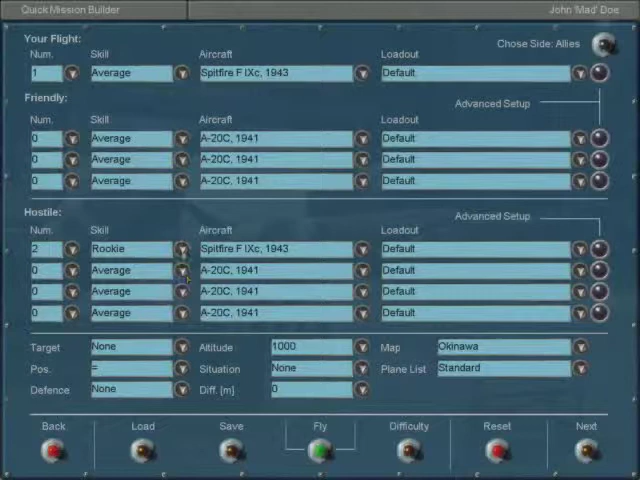 Quick Mission Builder John 'Mad' Doe
Your Flight: Chose Side: Allies
Num. Skill Aircraft Loadout
1 Average Spitfire F IXc, 1943 Default
Friendly: Advanced Setup
Num. Skill Aircraft Loadout
0 Average A-20C, 1941 Default
0 Average A-20C, 1941 Default
0 Average A-20C, 1941 Default
Hostile: Advanced Setup
Num. Skill Aircraft Loadout
2 Rookie Spitfire F IXc, 1943 Default
0 Average A-20C, 1941 Default
0 Average A-20C, 1941 Default
0 Average A-20C, 1941 Default
Target None Altitude 1000 Map Okinawa
Pos. = Situation None Plane List Standard
Defence None Diff. [m] 0
Back Load Save Fly Difficulty Reset Next